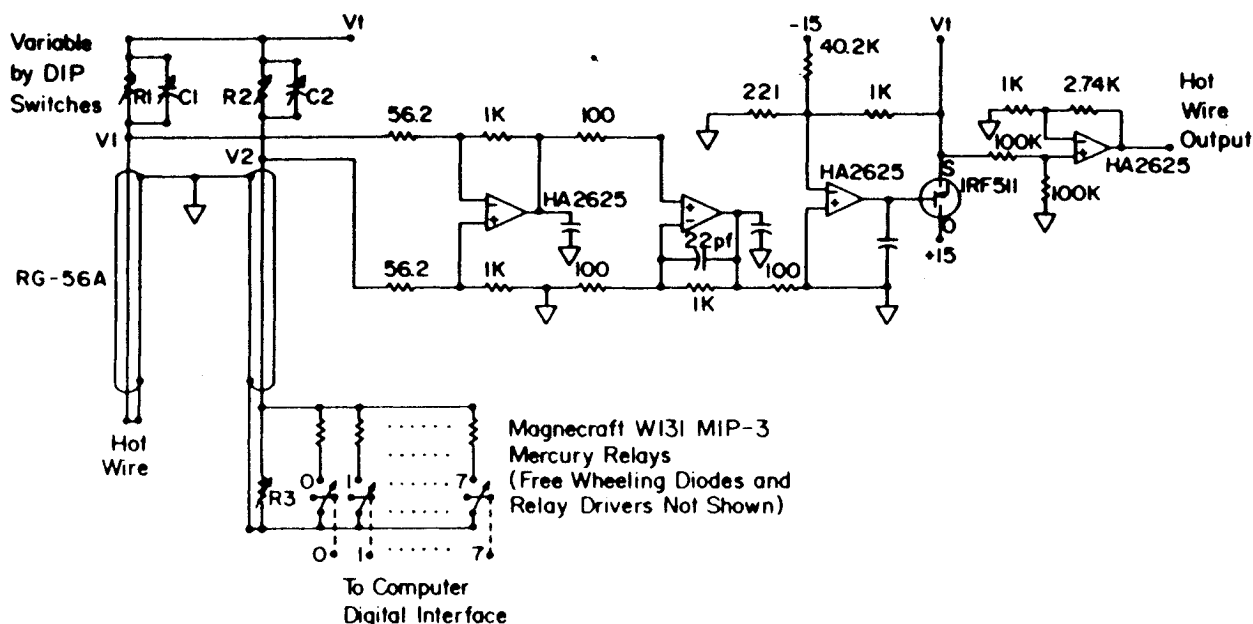 Variable
by DIP
Switches
Vt
R1
C1
R2
C2
V1
V2
RG-56A
Hot
Wire
56.2
1K
100
HA2625
56.2
1K
100
22pf
1K
100
-15
40.2K
221
1K
HA2625
Vt
S
IRF511
D
+15
1K
2.74K
100K
100K
HA2625
Hot
Wire
Output
R3
0
1
7
Magnecraft W131 MIP-3
Mercury Relays
(Free Wheeling Diodes and
Relay Drivers Not Shown)
0
1
7
To Computer
Digital Interface